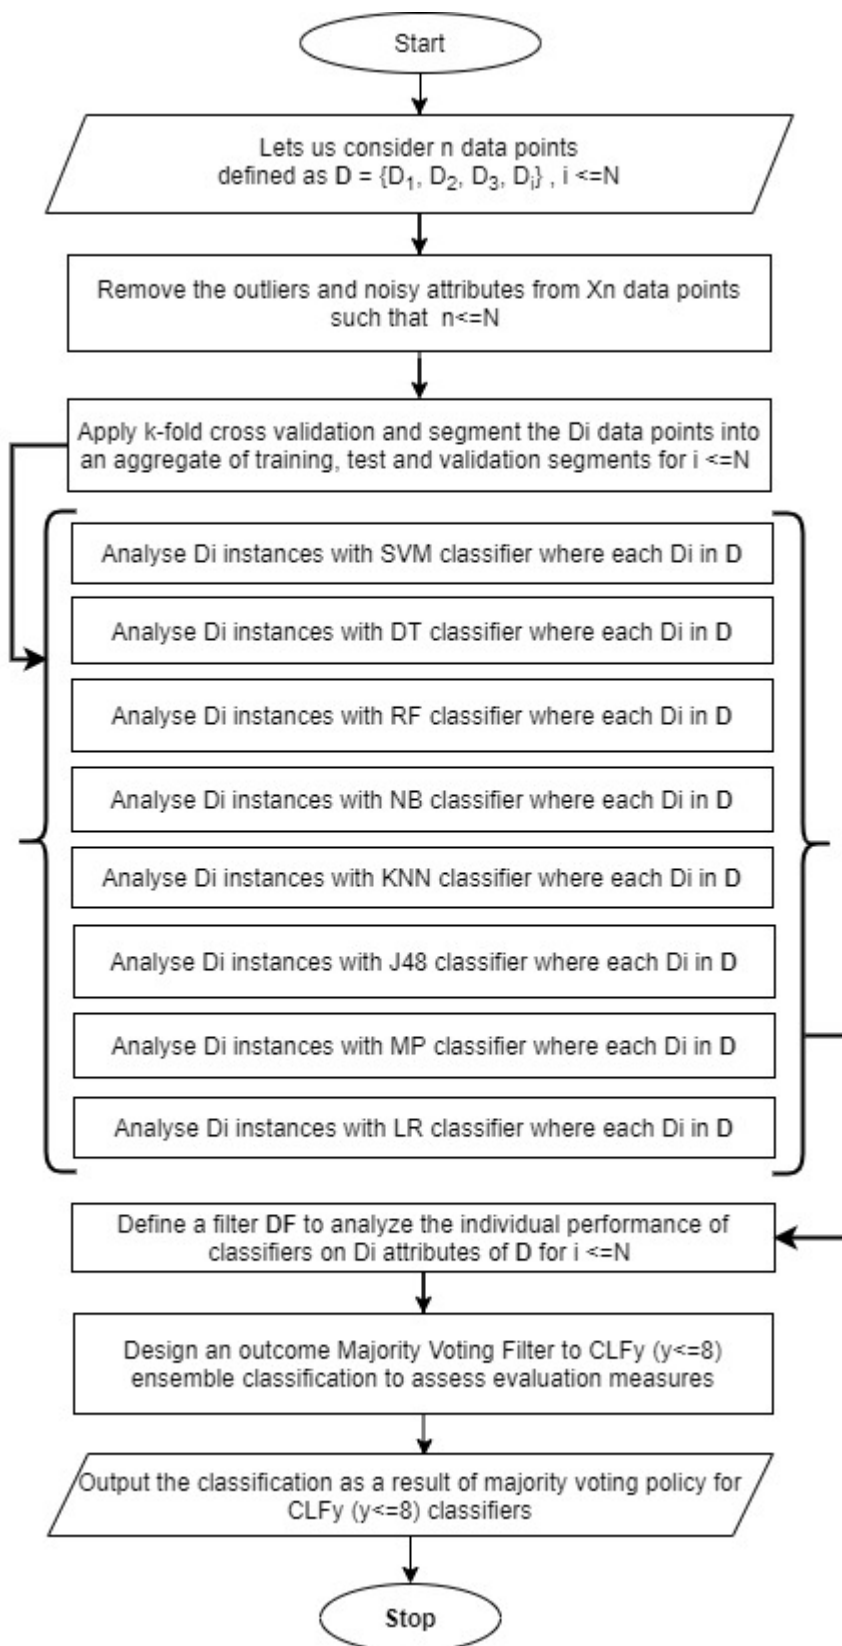 Start
Lets us consider n data points
defined as D = {D₁, D₂, D₃, Dᵢ} , i <=N
Remove the outliers and noisy attributes from Xn data points
such that n<=N
Apply k-fold cross validation and segment the Di data points into
an aggregate of training, test and validation segments for i <=N
Analyse Di instances with SVM classifier where each Di in D
Analyse Di instances with DT classifier where each Di in D
Analyse Di instances with RF classifier where each Di in D
Analyse Di instances with NB classifier where each Di in D
Analyse Di instances with KNN classifier where each Di in D
Analyse Di instances with J48 classifier where each Di in D
Analyse Di instances with MP classifier where each Di in D
Analyse Di instances with LR classifier where each Di in D
Define a filter DF to analyze the individual performance of
classifiers on Di attributes of D for i <=N
Design an outcome Majority Voting Filter to CLFy (y<=8)
ensemble classification to assess evaluation measures
Output the classification as a result of majority voting policy for
CLFy (y<=8) classifiers
Stop